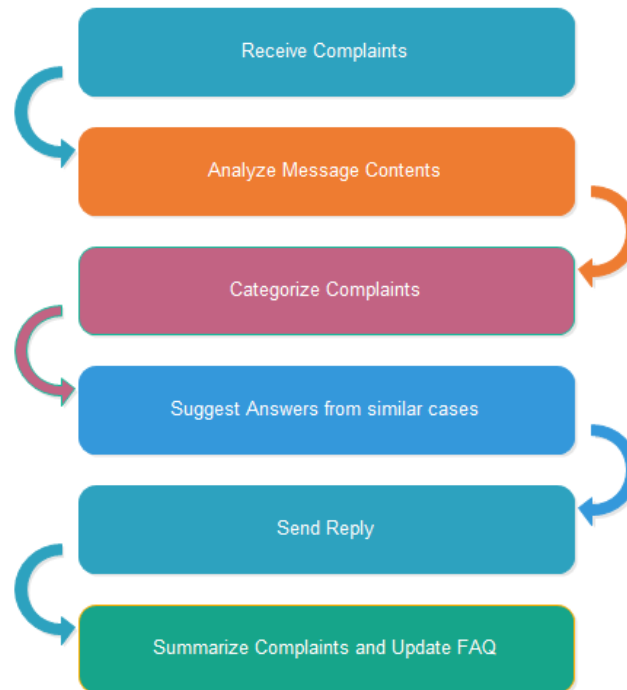 Receive Complaints
Analyze Message Contents
Categorize Complaints
Suggest Answers from similar cases
Send Reply
Summarize Complaints and Update FAQ